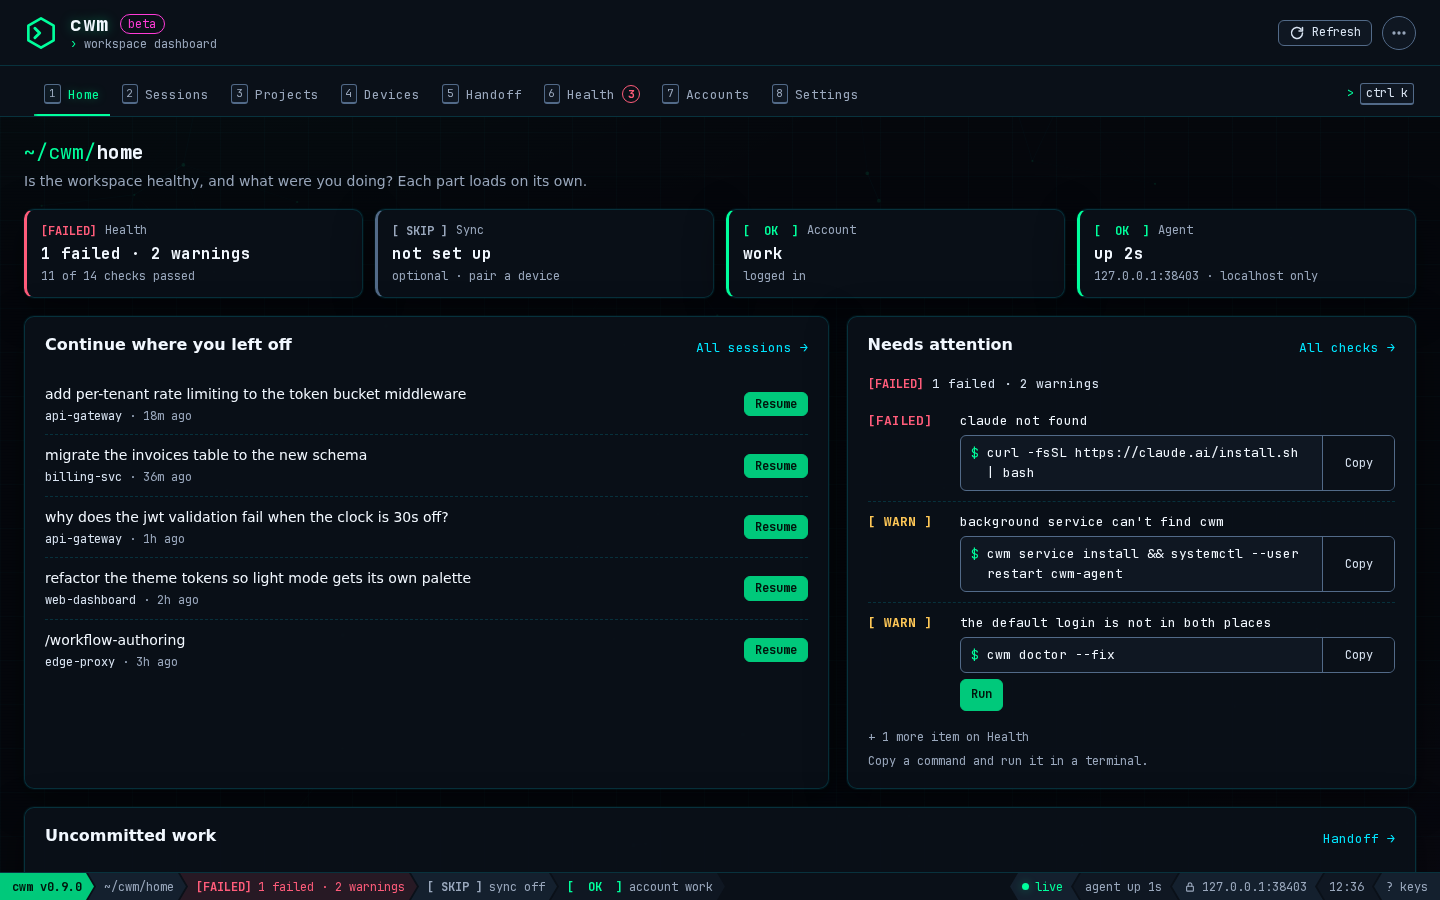 cwm beta
› workspace dashboard
Refresh
1 Home 2 Sessions 3 Projects 4 Devices 5 Handoff 6 Health 3 7 Accounts 8 Settings
> ctrl k
~/cwm/home
Is the workspace healthy, and what were you doing? Each part loads on its own.
[FAILED] Health
1 failed · 2 warnings
11 of 14 checks passed
[ SKIP ] Sync
not set up
optional · pair a device
[  OK  ] Account
work
logged in
[  OK  ] Agent
up 2s
127.0.0.1:38403 · localhost only
Continue where you left off
All sessions →
add per-tenant rate limiting to the token bucket middleware
api-gateway · 18m ago
Resume
migrate the invoices table to the new schema
billing-svc · 36m ago
Resume
why does the jwt validation fail when the clock is 30s off?
api-gateway · 1h ago
Resume
refactor the theme tokens so light mode gets its own palette
web-dashboard · 2h ago
Resume
/workflow-authoring
edge-proxy · 3h ago
Resume
Needs attention
All checks →
[FAILED] 1 failed · 2 warnings
[FAILED] claude not found
$ curl -fsSL https://claude.ai/install.sh
| bash
Copy
[ WARN ] background service can't find cwm
$ cwm service install && systemctl --user
restart cwm-agent
Copy
[ WARN ] the default login is not in both places
$ cwm doctor --fix
Copy
Run
+ 1 more item on Health
Copy a command and run it in a terminal.
Uncommitted work
Handoff →
cwm v0.9.0 ~/cwm/home [FAILED] 1 failed · 2 warnings [ SKIP ] sync off [  OK  ] account work
live agent up 1s 127.0.0.1:38403 12:36 ? keys